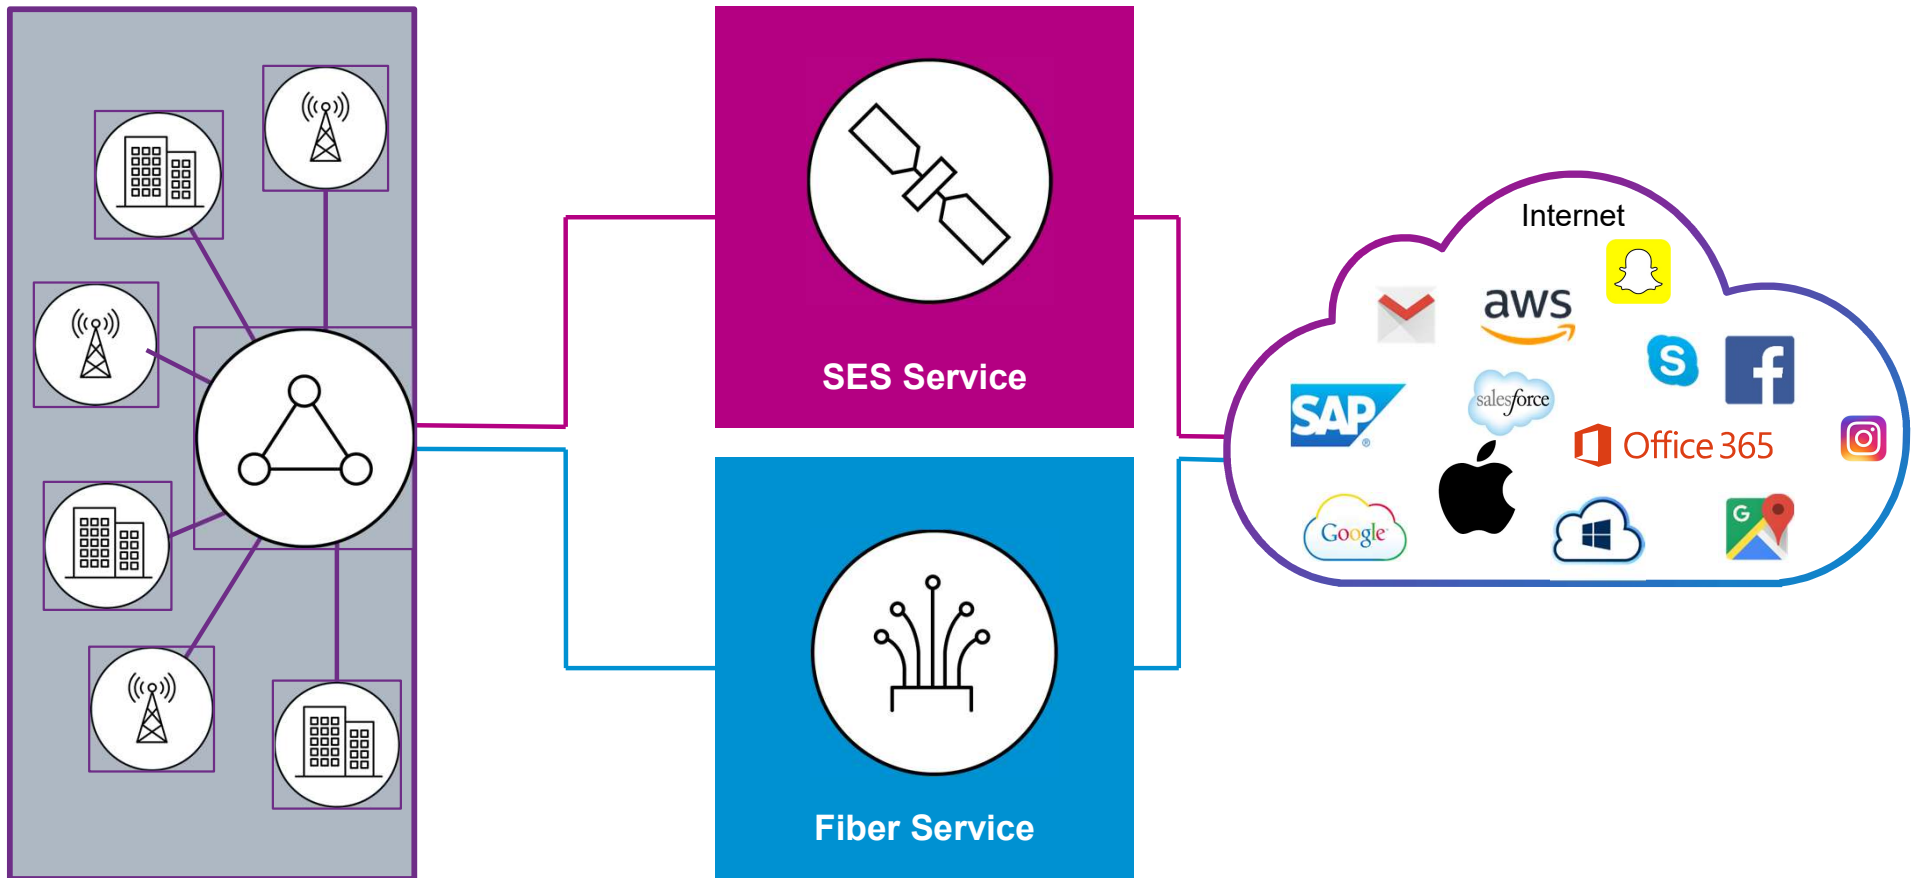 SES Service
Fiber Service
Internet
aws
S
f
SAP
®
salesforce
Office 365
Google
G